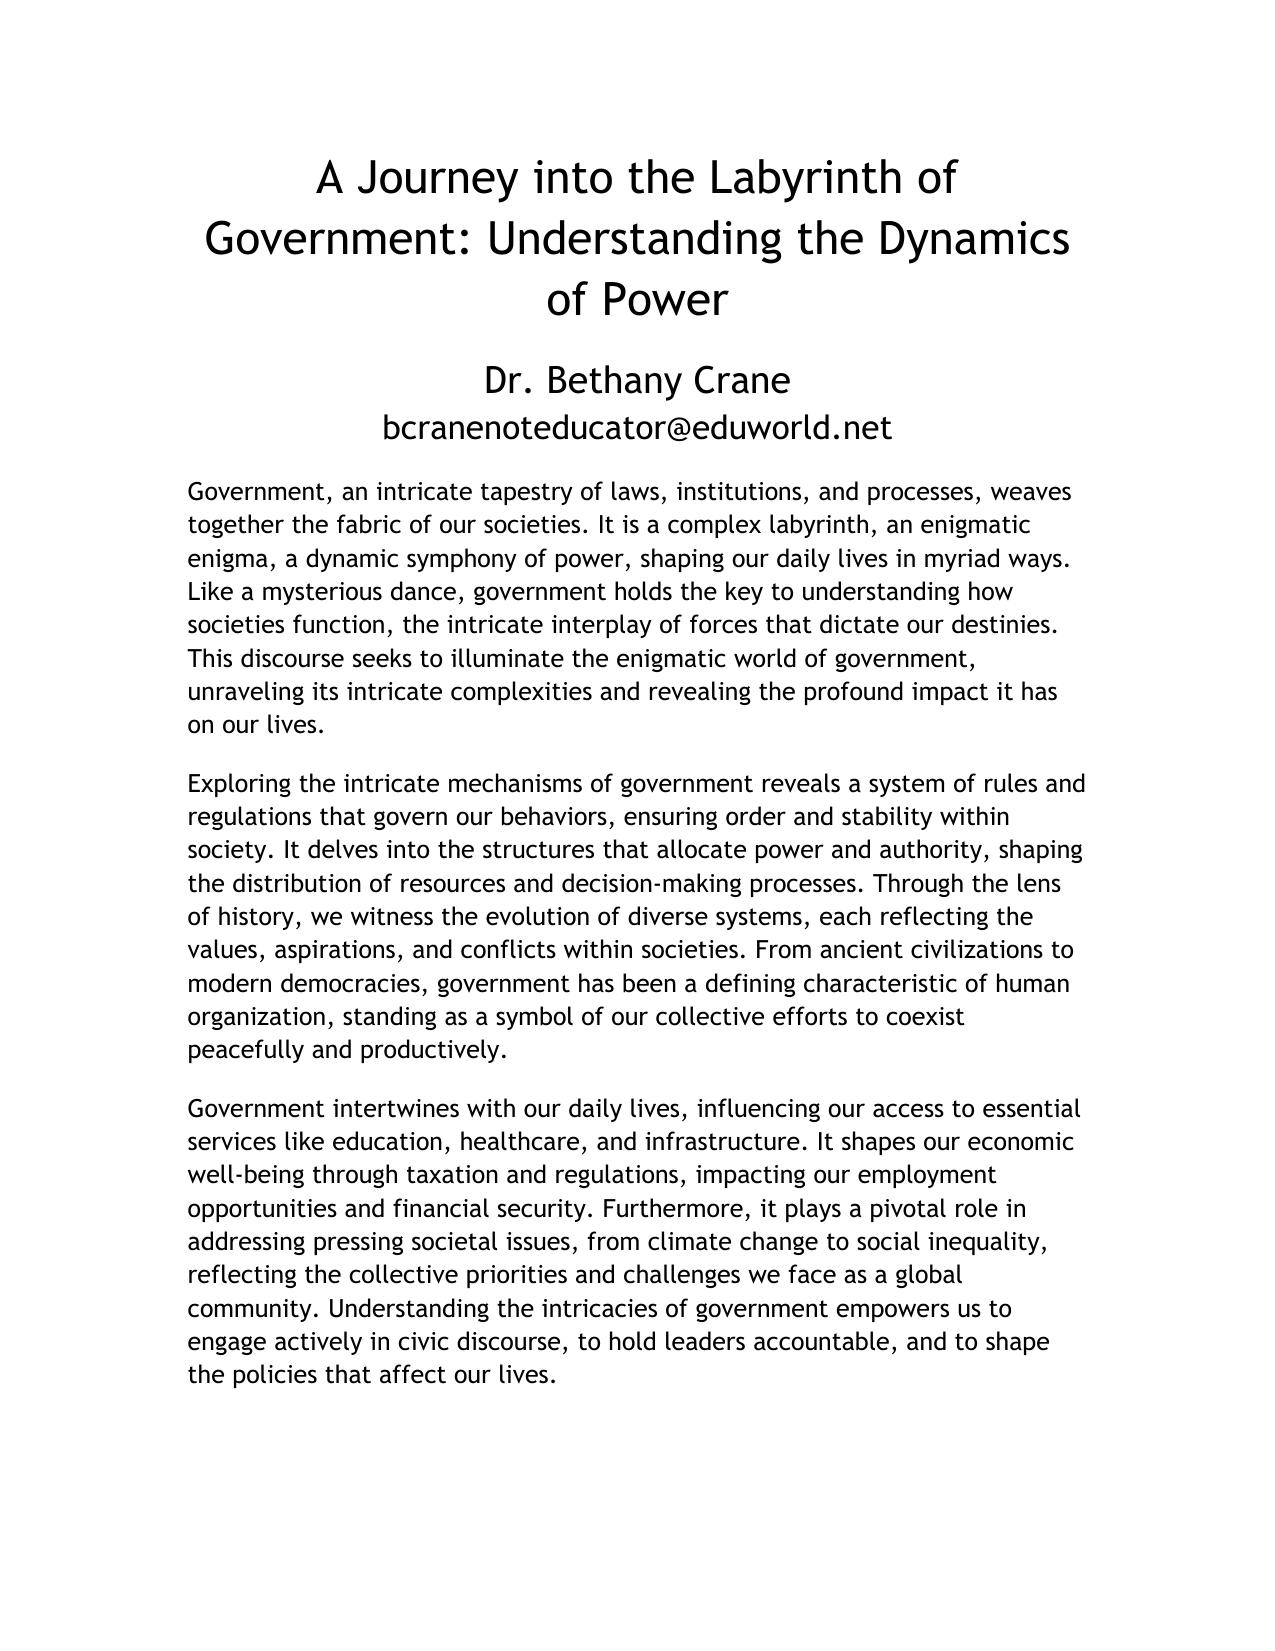 A Journey into the Labyrinth of
Government: Understanding the Dynamics
of Power
Dr. Bethany Crane
bcranenoteducator@eduworld.net
Government, an intricate tapestry of laws, institutions, and processes, weaves
together the fabric of our societies. It is a complex labyrinth, an enigmatic
enigma, a dynamic symphony of power, shaping our daily lives in myriad ways.
Like a mysterious dance, government holds the key to understanding how
societies function, the intricate interplay of forces that dictate our destinies.
This discourse seeks to illuminate the enigmatic world of government,
unraveling its intricate complexities and revealing the profound impact it has
on our lives.
Exploring the intricate mechanisms of government reveals a system of rules and
regulations that govern our behaviors, ensuring order and stability within
society. It delves into the structures that allocate power and authority, shaping
the distribution of resources and decision-making processes. Through the lens
of history, we witness the evolution of diverse systems, each reflecting the
values, aspirations, and conflicts within societies. From ancient civilizations to
modern democracies, government has been a defining characteristic of human
organization, standing as a symbol of our collective efforts to coexist
peacefully and productively.
Government intertwines with our daily lives, influencing our access to essential
services like education, healthcare, and infrastructure. It shapes our economic
well-being through taxation and regulations, impacting our employment
opportunities and financial security. Furthermore, it plays a pivotal role in
addressing pressing societal issues, from climate change to social inequality,
reflecting the collective priorities and challenges we face as a global
community. Understanding the intricacies of government empowers us to
engage actively in civic discourse, to hold leaders accountable, and to shape
the policies that affect our lives.